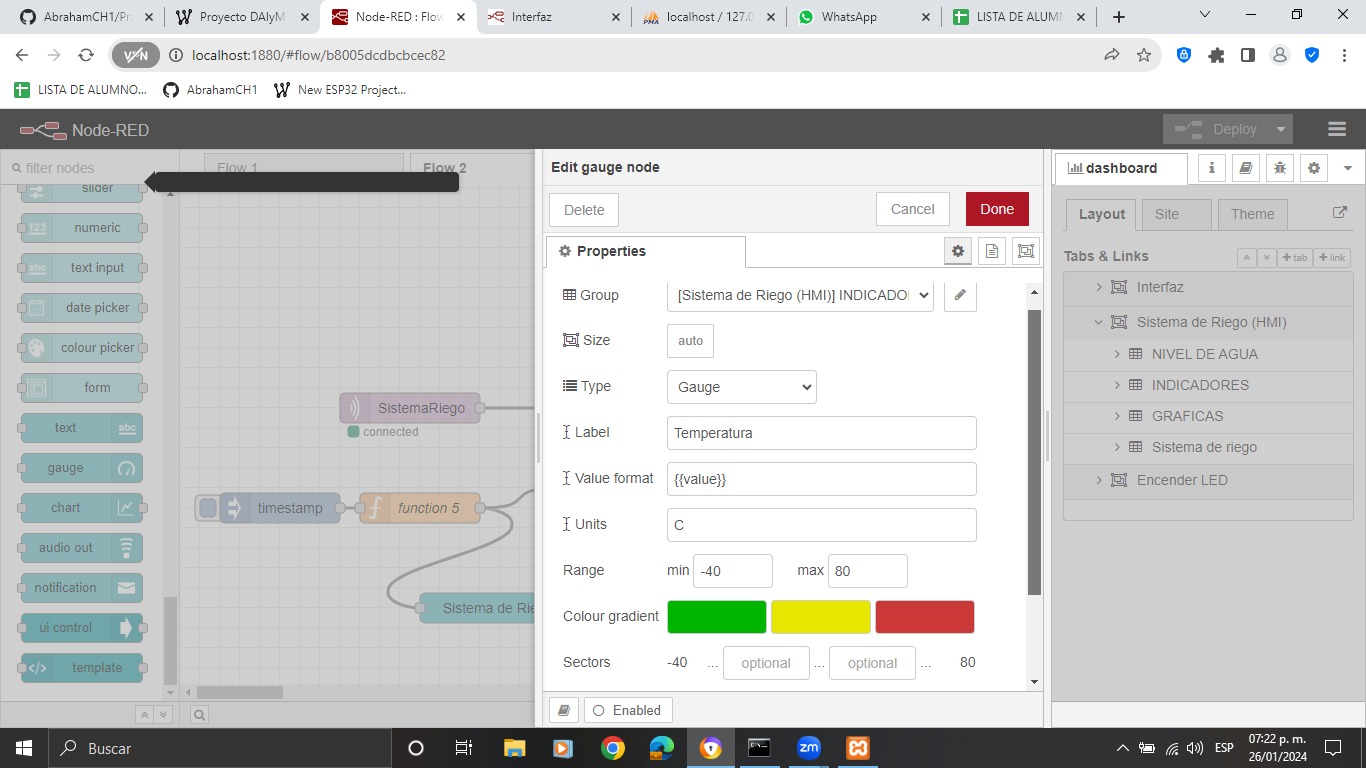 AbrahamCH1/Pr
Proyecto DAIyM
Node-RED : Flow
Interfaz
localhost / 127.0
WhatsApp
LISTA DE ALUMN
VPN
localhost:1880/#flow/b8005dcdbcbcec82
LISTA DE ALUMNO...
AbrahamCH1
New ESP32 Project...
Node-RED
Deploy
filter nodes
Flow 1
Flow 2
slider
numeric
text input
date picker
colour picker
form
text
gauge
chart
audio out
notification
ui control
template
SistemaRiego
connected
timestamp
function 5
Sistema de Rie
Edit gauge node
Delete
Cancel
Done
Properties
Group
[Sistema de Riego (HMI)] INDICADO
Size
auto
Type
Gauge
Label
Temperatura
Value format
{{value}}
Units
C
Range
min
-40
max
80
Colour gradient
Sectors
-40
...
optional
...
optional
...
80
Enabled
dashboard
Layout
Site
Theme
Tabs & Links
tab
link
Interfaz
Sistema de Riego (HMI)
NIVEL DE AGUA
INDICADORES
GRAFICAS
Sistema de riego
Encender LED
Buscar
ESP
07:22 p. m.
26/01/2024